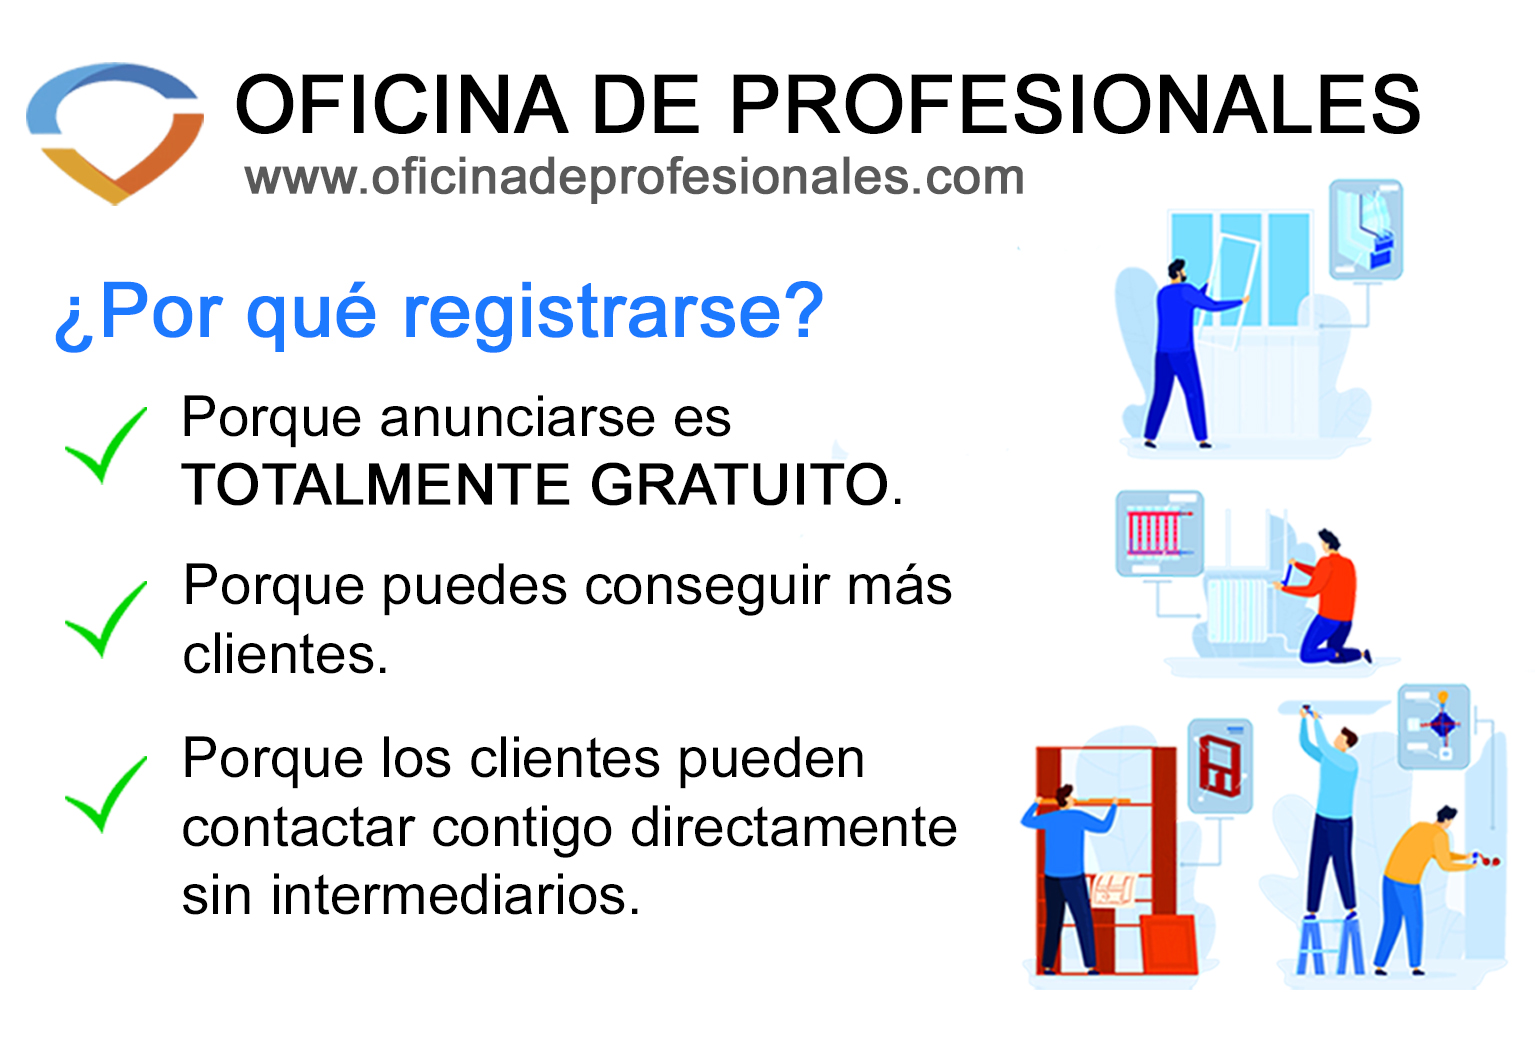 OFICINA DE PROFESIONALES
www.oficinadeprofesionales.com
¿Por qué registrarse?
Porque anunciarse es
TOTALMENTE GRATUITO.
Porque puedes conseguir más
clientes.
Porque los clientes pueden
contactar contigo directamente
sin intermediarios.